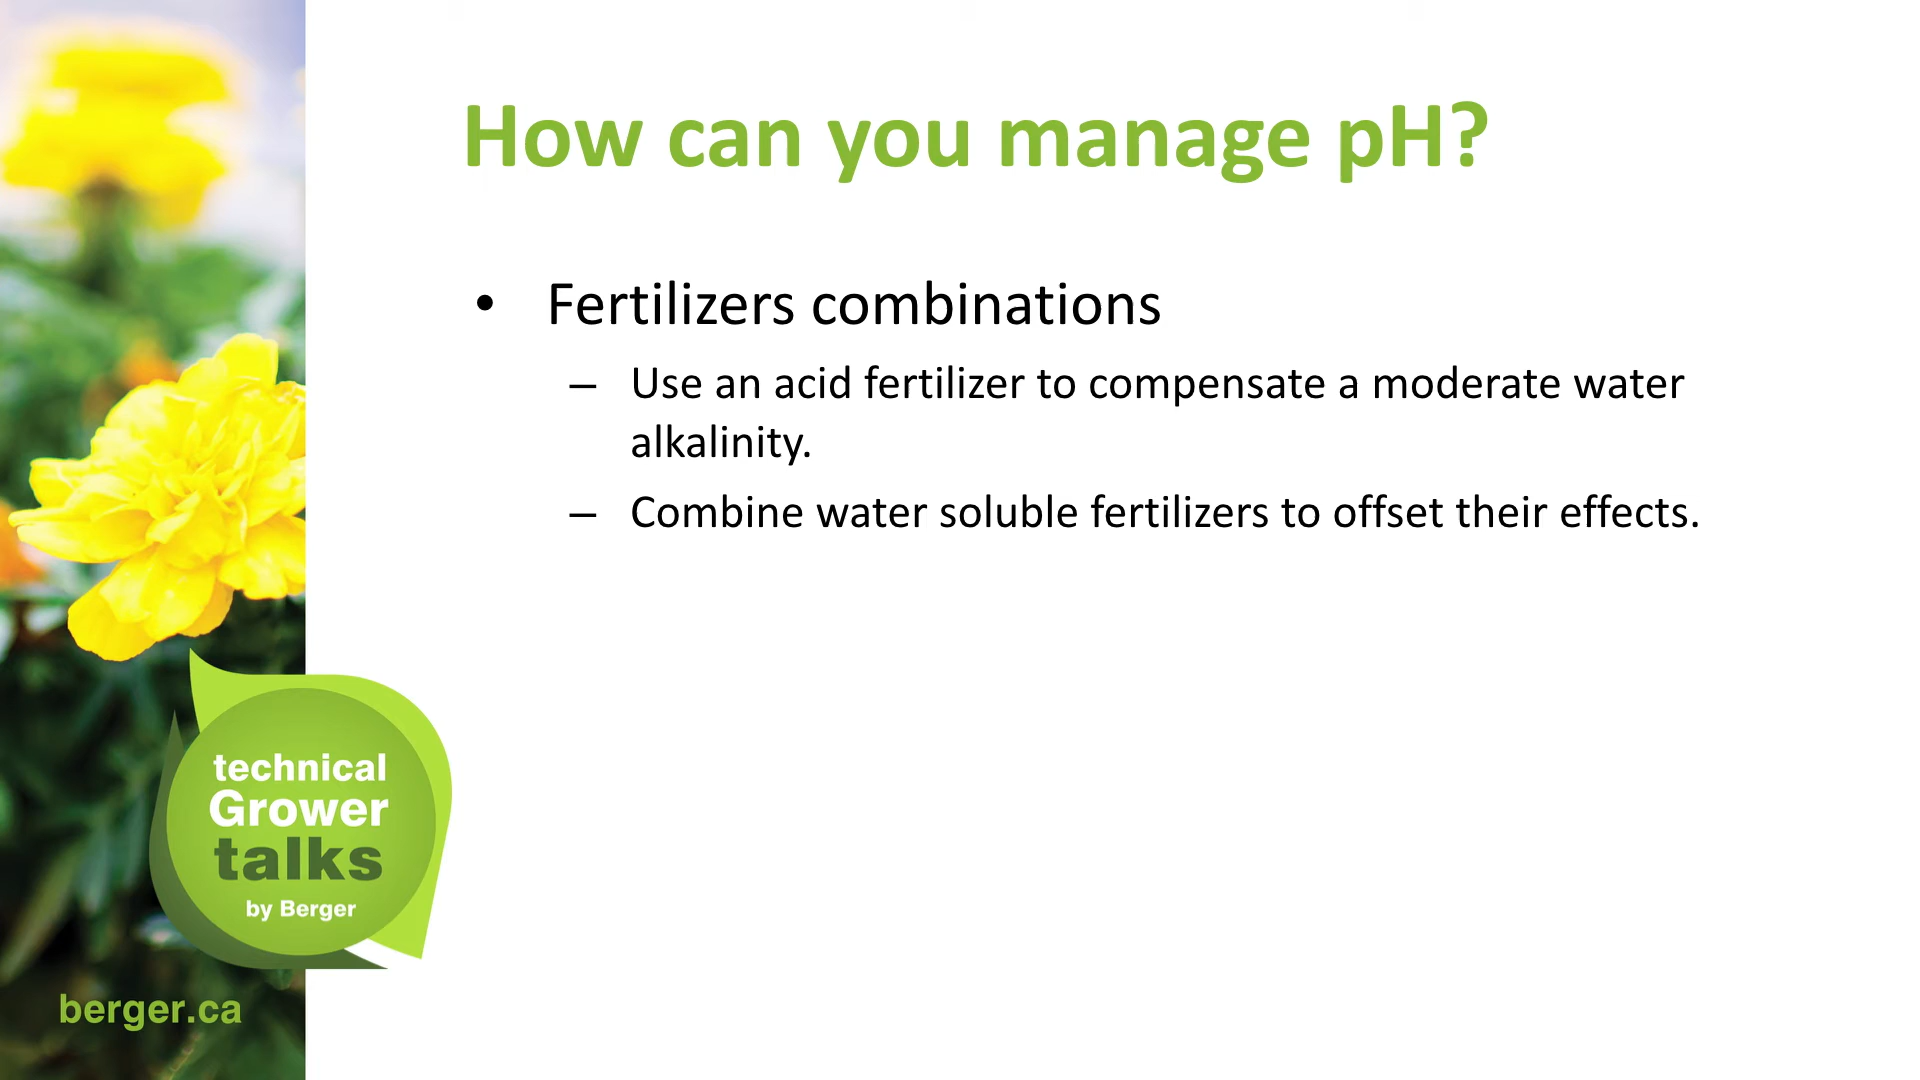 How can you manage pH?
• Fertilizers combinations
– Use an acid fertilizer to compensate a moderate water
alkalinity.
– Combine water soluble fertilizers to offset their effects.
technical
Grower
talks
by Berger
berger.ca